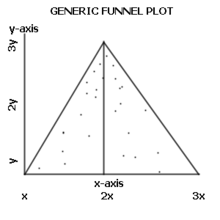 GENERIC FUNNEL PLOT
y-axis
3y
2y
y
x-axis
x 2x 3x